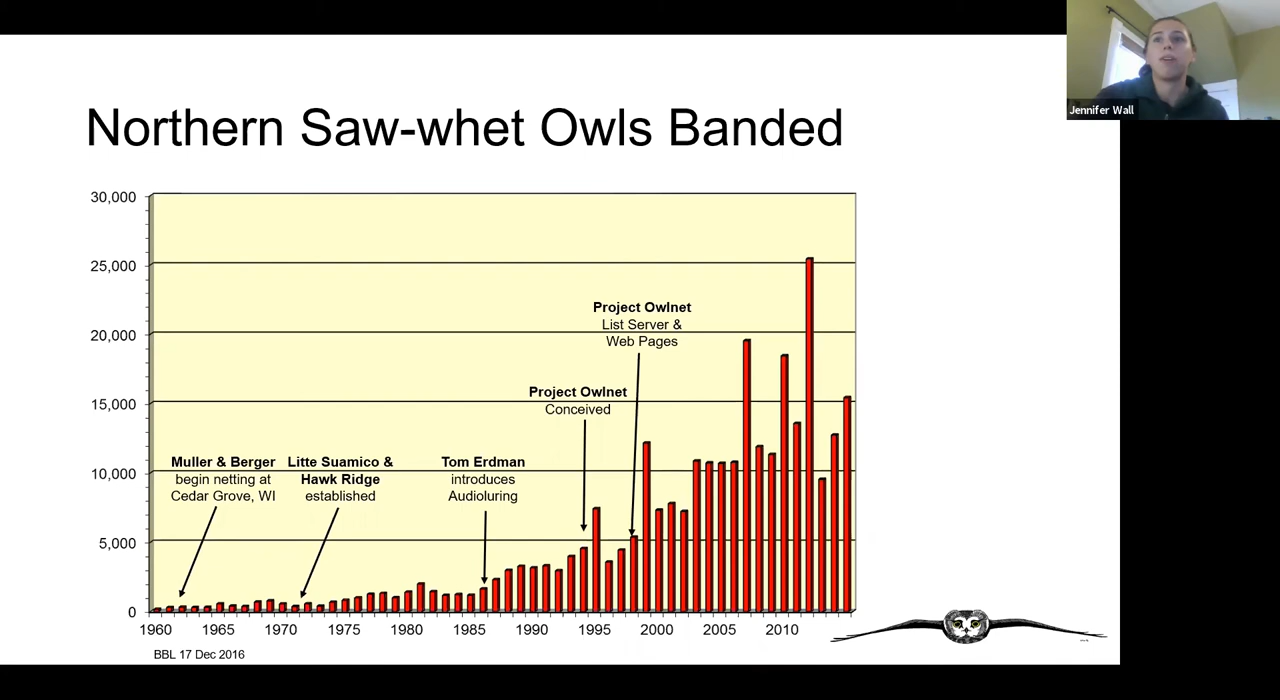 Jennifer Wall
Northern Saw-whet Owls Banded
30,000
25,000
20,000
15,000
10,000
5,000
0
Project Owlnet
List Server &
Web Pages
Project Owlnet
Conceived
Muller & Berger
begin netting at
Cedar Grove, WI
Litte Suamico &
Hawk Ridge
established
Tom Erdman
introduces
Audioluring
1960 1965 1970 1975 1980 1985 1990 1995 2000 2005 2010
BBL 17 Dec 2016